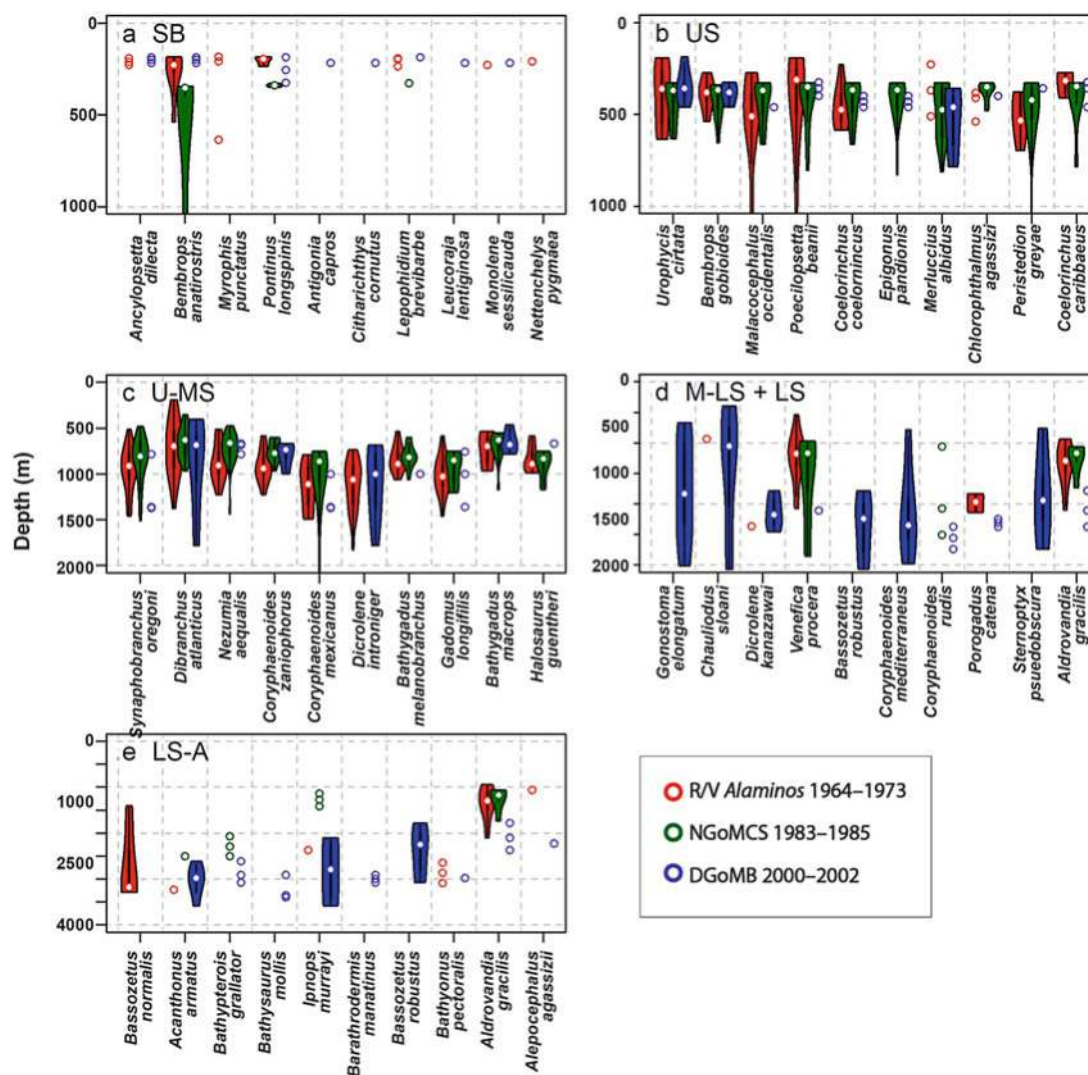 a SB
0
500
1000
Ancylopsetta
dilecta
Bembrops
anatirostris
Myrophis
punctatus
Pontinus
longspinis
Antigonia
capros
Citharichthys
cornutus
Lepophidium
brevibarbe
Leucoraja
lentiginosa
Monolene
sessilicauda
Nettenchelys
pygmaea
b US
0
500
1000
Urophycis
cirtata
Bembrops
gobioides
Malacocephalus
occidentalis
Poecilopsetta
beanii
Coelorinchus
coelornincus
Epigonus
pandionis
Merluccius
albidus
Chlorophthalmus
agassizi
Peristedion
greyae
Coelorinchus
caribbaeus
Depth (m)
c U-MS
0
500
1000
1500
2000
Synaphobranchus
oregoni
Dibranchus
atlanticus
Nezumia
aequalis
Coryphaenoides
zaniophorus
Coryphaenoides
mexicanus
Dicrolene
introniger
Bathygadus
melanobranchus
Gadomus
longifilis
Bathygadus
macrops
Halosaurus
guentheri
d M-LS + LS
0
500
1000
1500
2000
Gonostoma
elongatum
Chauliodus
sloani
Dicrolene
kanazawai
Venefica
procera
Bassozetus
robustus
Coryphaenoides
mediterraneus
Coryphaenoides
rudis
Porogadus
catena
Sternoptyx
psuedobscura
Aldrovandia
gracilis
e LS-A
0
1000
2500
4000
Bassozetus
normalis
Acanthonus
armatus
Bathypterois
grallator
Bathysaurus
mollis
Ipnops
murrayi
Barathrodermis
manatinus
Bassozetus
robustus
Bathyonus
pectoralis
Aldrovandia
gracilis
Alepocephalus
agassizii
R/V Alaminos 1964–1973
NGoMCS 1983–1985
DGoMB 2000–2002